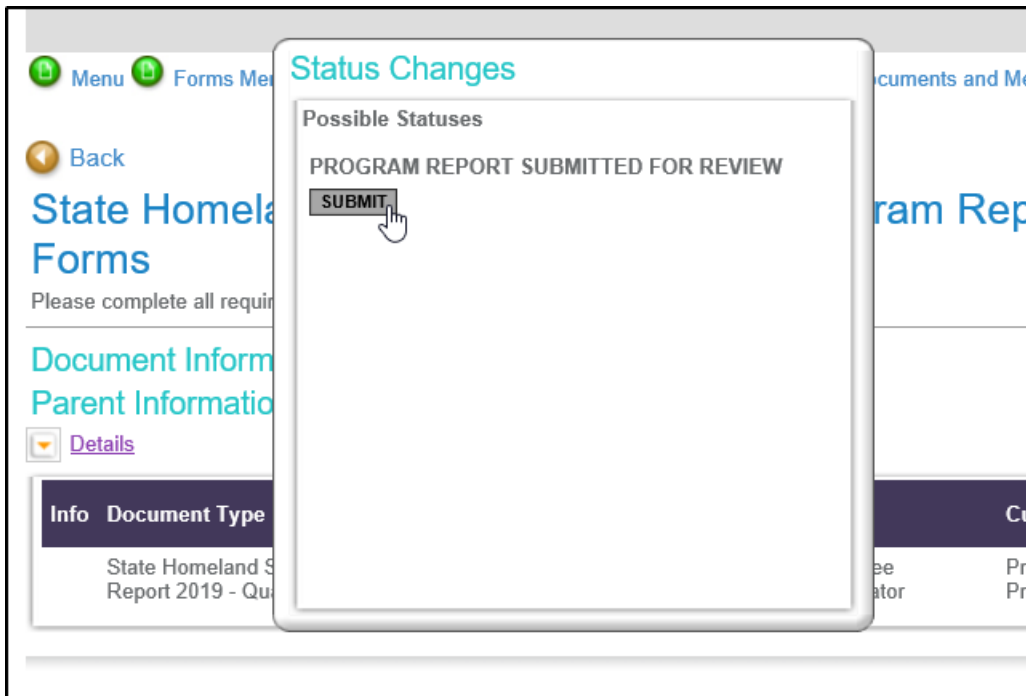 Status Changes
Menu Forms Me
cuments and Me
Possible Statuses
Back
PROGRAM REPORT SUBMITTED FOR REVIEW
SUBMIT
State Homela
ram Rep
Forms
Please complete all requir
Document Inform
Parent Informatio
Details
Info Document Type
Cu
State Homeland S
ee
Pr
Report 2019 - Qua
ator
Pr